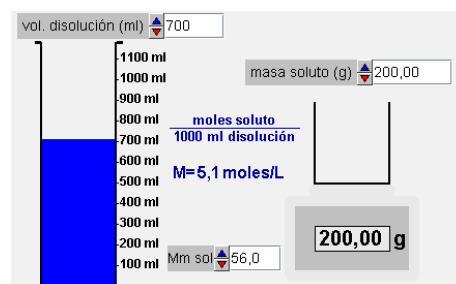 vol. disolución (ml) 700
1100 ml
1000 ml
masa soluto (g) 200,00
900 ml
800 ml
moles soluto
1000 ml disolución
700 ml
600 ml
M=5,1 moles/L
500 ml
400 ml
300 ml
200,00 g
200 ml
Mm sol 56,0
100 ml